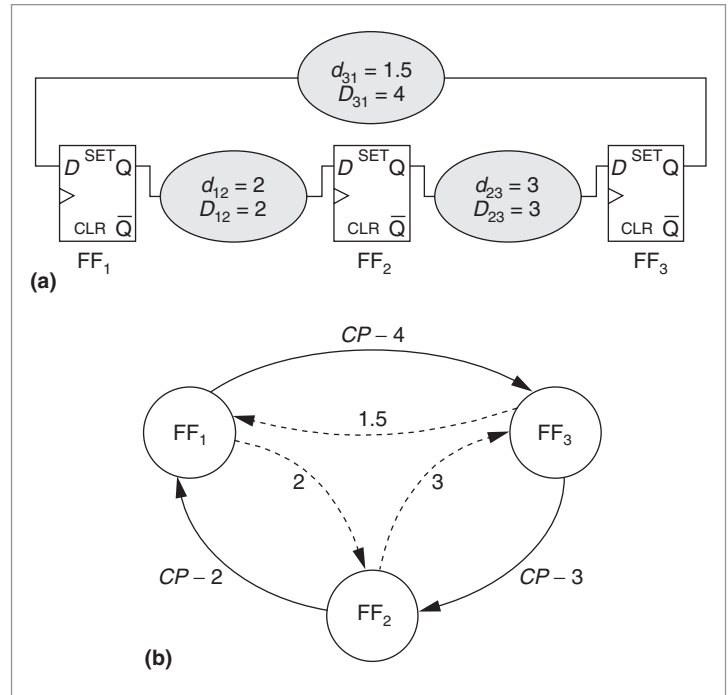 d₃₁ = 1.5
D₃₁ = 4
D SET Q
CLR Q̅
FF₁
d₁₂ = 2
D₁₂ = 2
D SET Q
CLR Q̅
FF₂
d₂₃ = 3
D₂₃ = 3
D SET Q
CLR Q̅
FF₃
(a)
CP – 4
FF₁
1.5
FF₃
2
3
CP – 2
CP – 3
FF₂
(b)